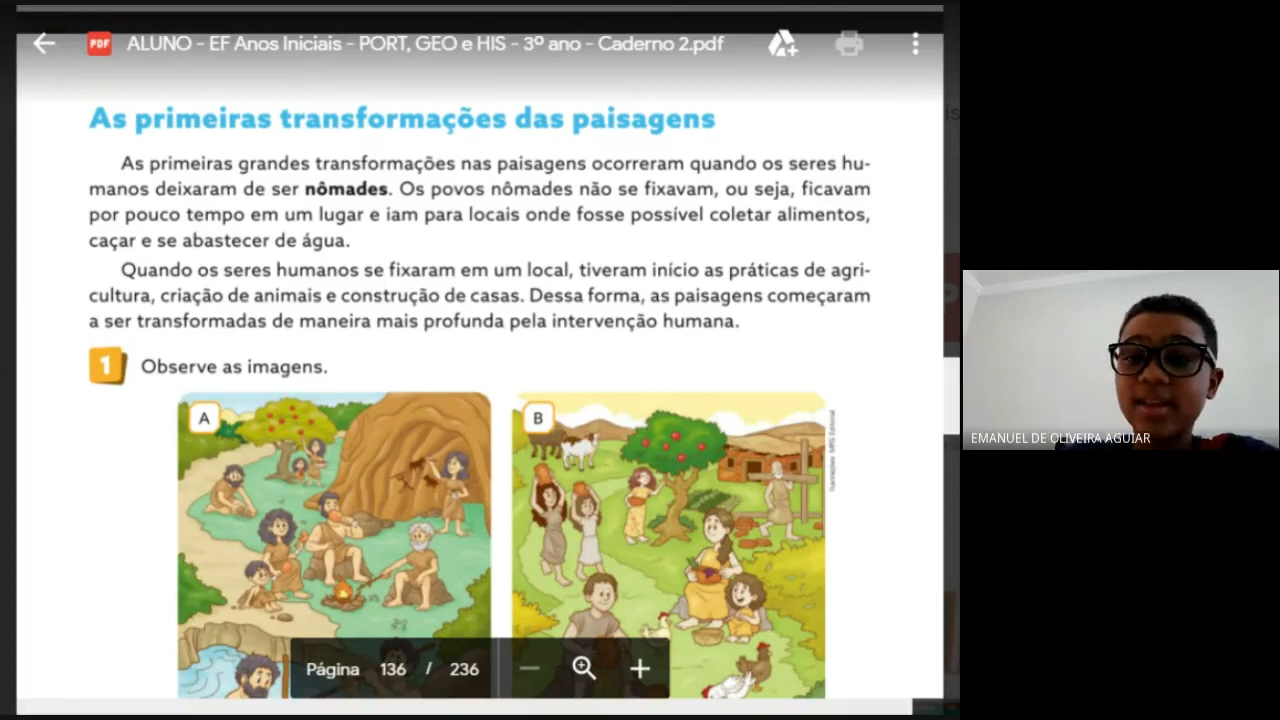 PDF
ALUNO - EF Anos Iniciais - PORT, GEO e HIS - 3º ano - Caderno 2.pdf
As primeiras transformações das paisagens
As primeiras grandes transformações nas paisagens ocorreram quando os seres hu-
manos deixaram de ser nômades. Os povos nômades não se fixavam, ou seja, ficavam
por pouco tempo em um lugar e iam para locais onde fosse possível coletar alimentos,
caçar e se abastecer de água.
Quando os seres humanos se fixaram em um local, tiveram início as práticas de agri-
cultura, criação de animais e construção de casas. Dessa forma, as paisagens começaram
a ser transformadas de maneira mais profunda pela intervenção humana.
1 Observe as imagens.
A
B
Ilustrações: MPG Editorial
Página 136 / 236
EMANUEL DE OLIVEIRA AGUIAR